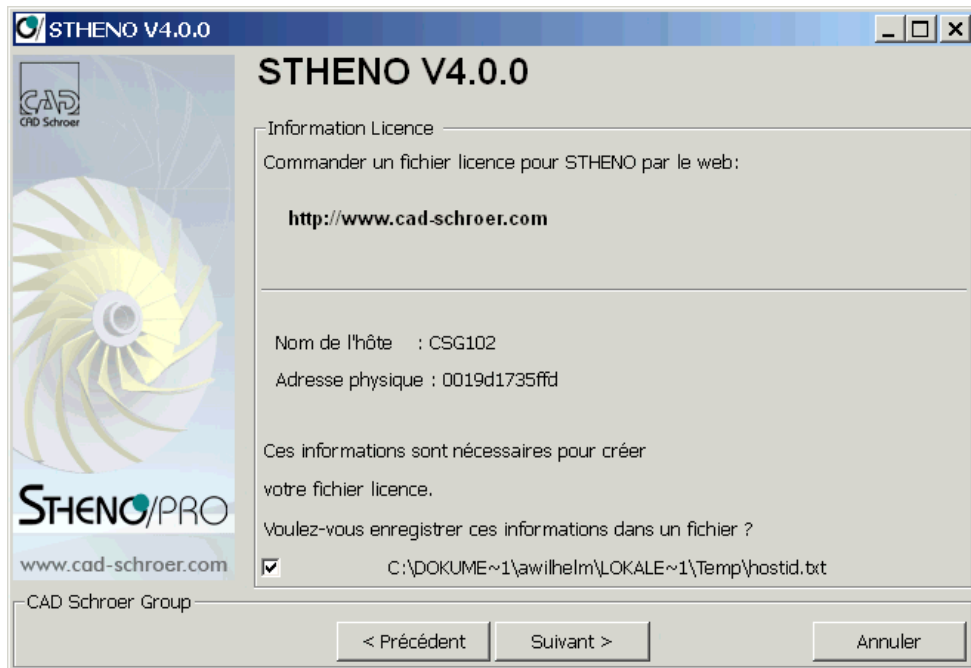 STHENO V4.0.0
CAD
CAD Schroer
STHENO V4.0.0
Information Licence
Commander un fichier licence pour STHENO par le web:
http://www.cad-schroer.com
Nom de l'hôte : CSG102
Adresse physique : 0019d1735ffd
Ces informations sont nécessaires pour créer
votre fichier licence.
Voulez-vous enregistrer ces informations dans un fichier ?
C:\DOKUME~1\awilhelm\LOKALE~1\Temp\hostid.txt
STHENO/PRO
www.cad-schroer.com
CAD Schroer Group
< Précédent
Suivant >
Annuler